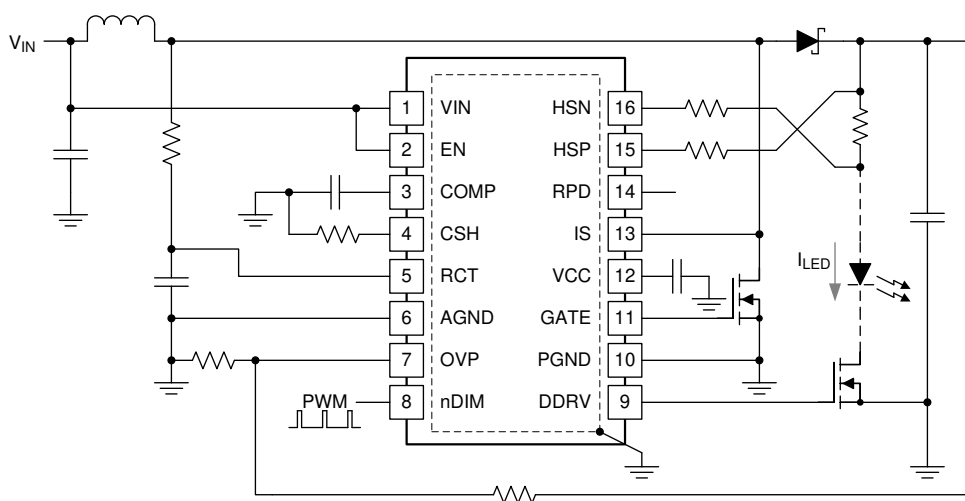 VIN
1 VIN HSN 16
2 EN HSP 15
3 COMP RPD 14
4 CSH IS 13
5 RCT VCC 12
ILED
6 AGND GATE 11
7 OVP PGND 10
PWM
8 nDIM DDRV 9